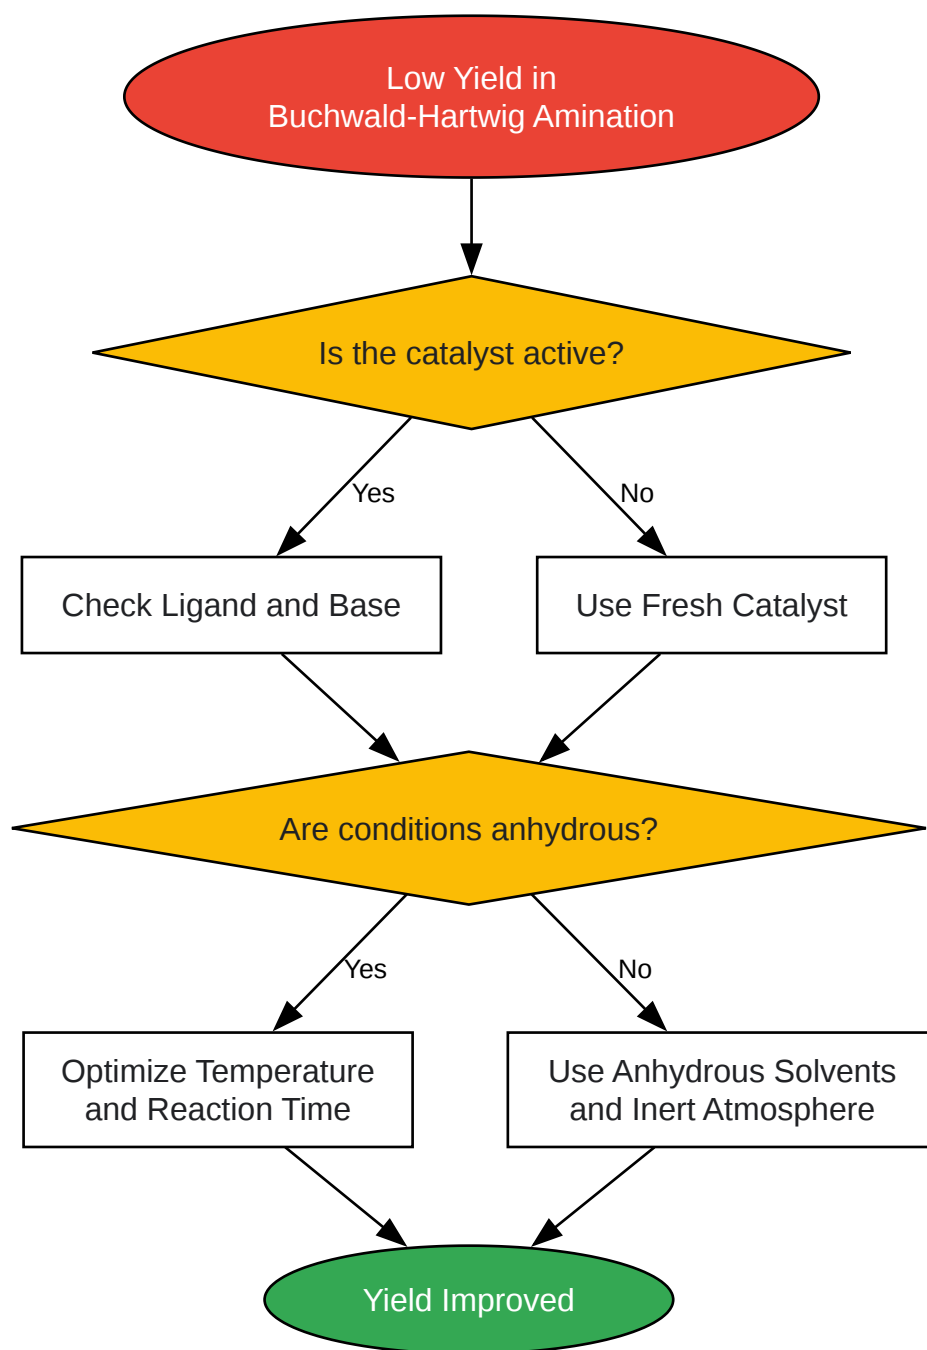 Low Yield in
Buchwald-Hartwig Amination
Is the catalyst active?
Yes
No
Check Ligand and Base
Use Fresh Catalyst
Are conditions anhydrous?
Yes
No
Optimize Temperature
and Reaction Time
Use Anhydrous Solvents
and Inert Atmosphere
Yield Improved